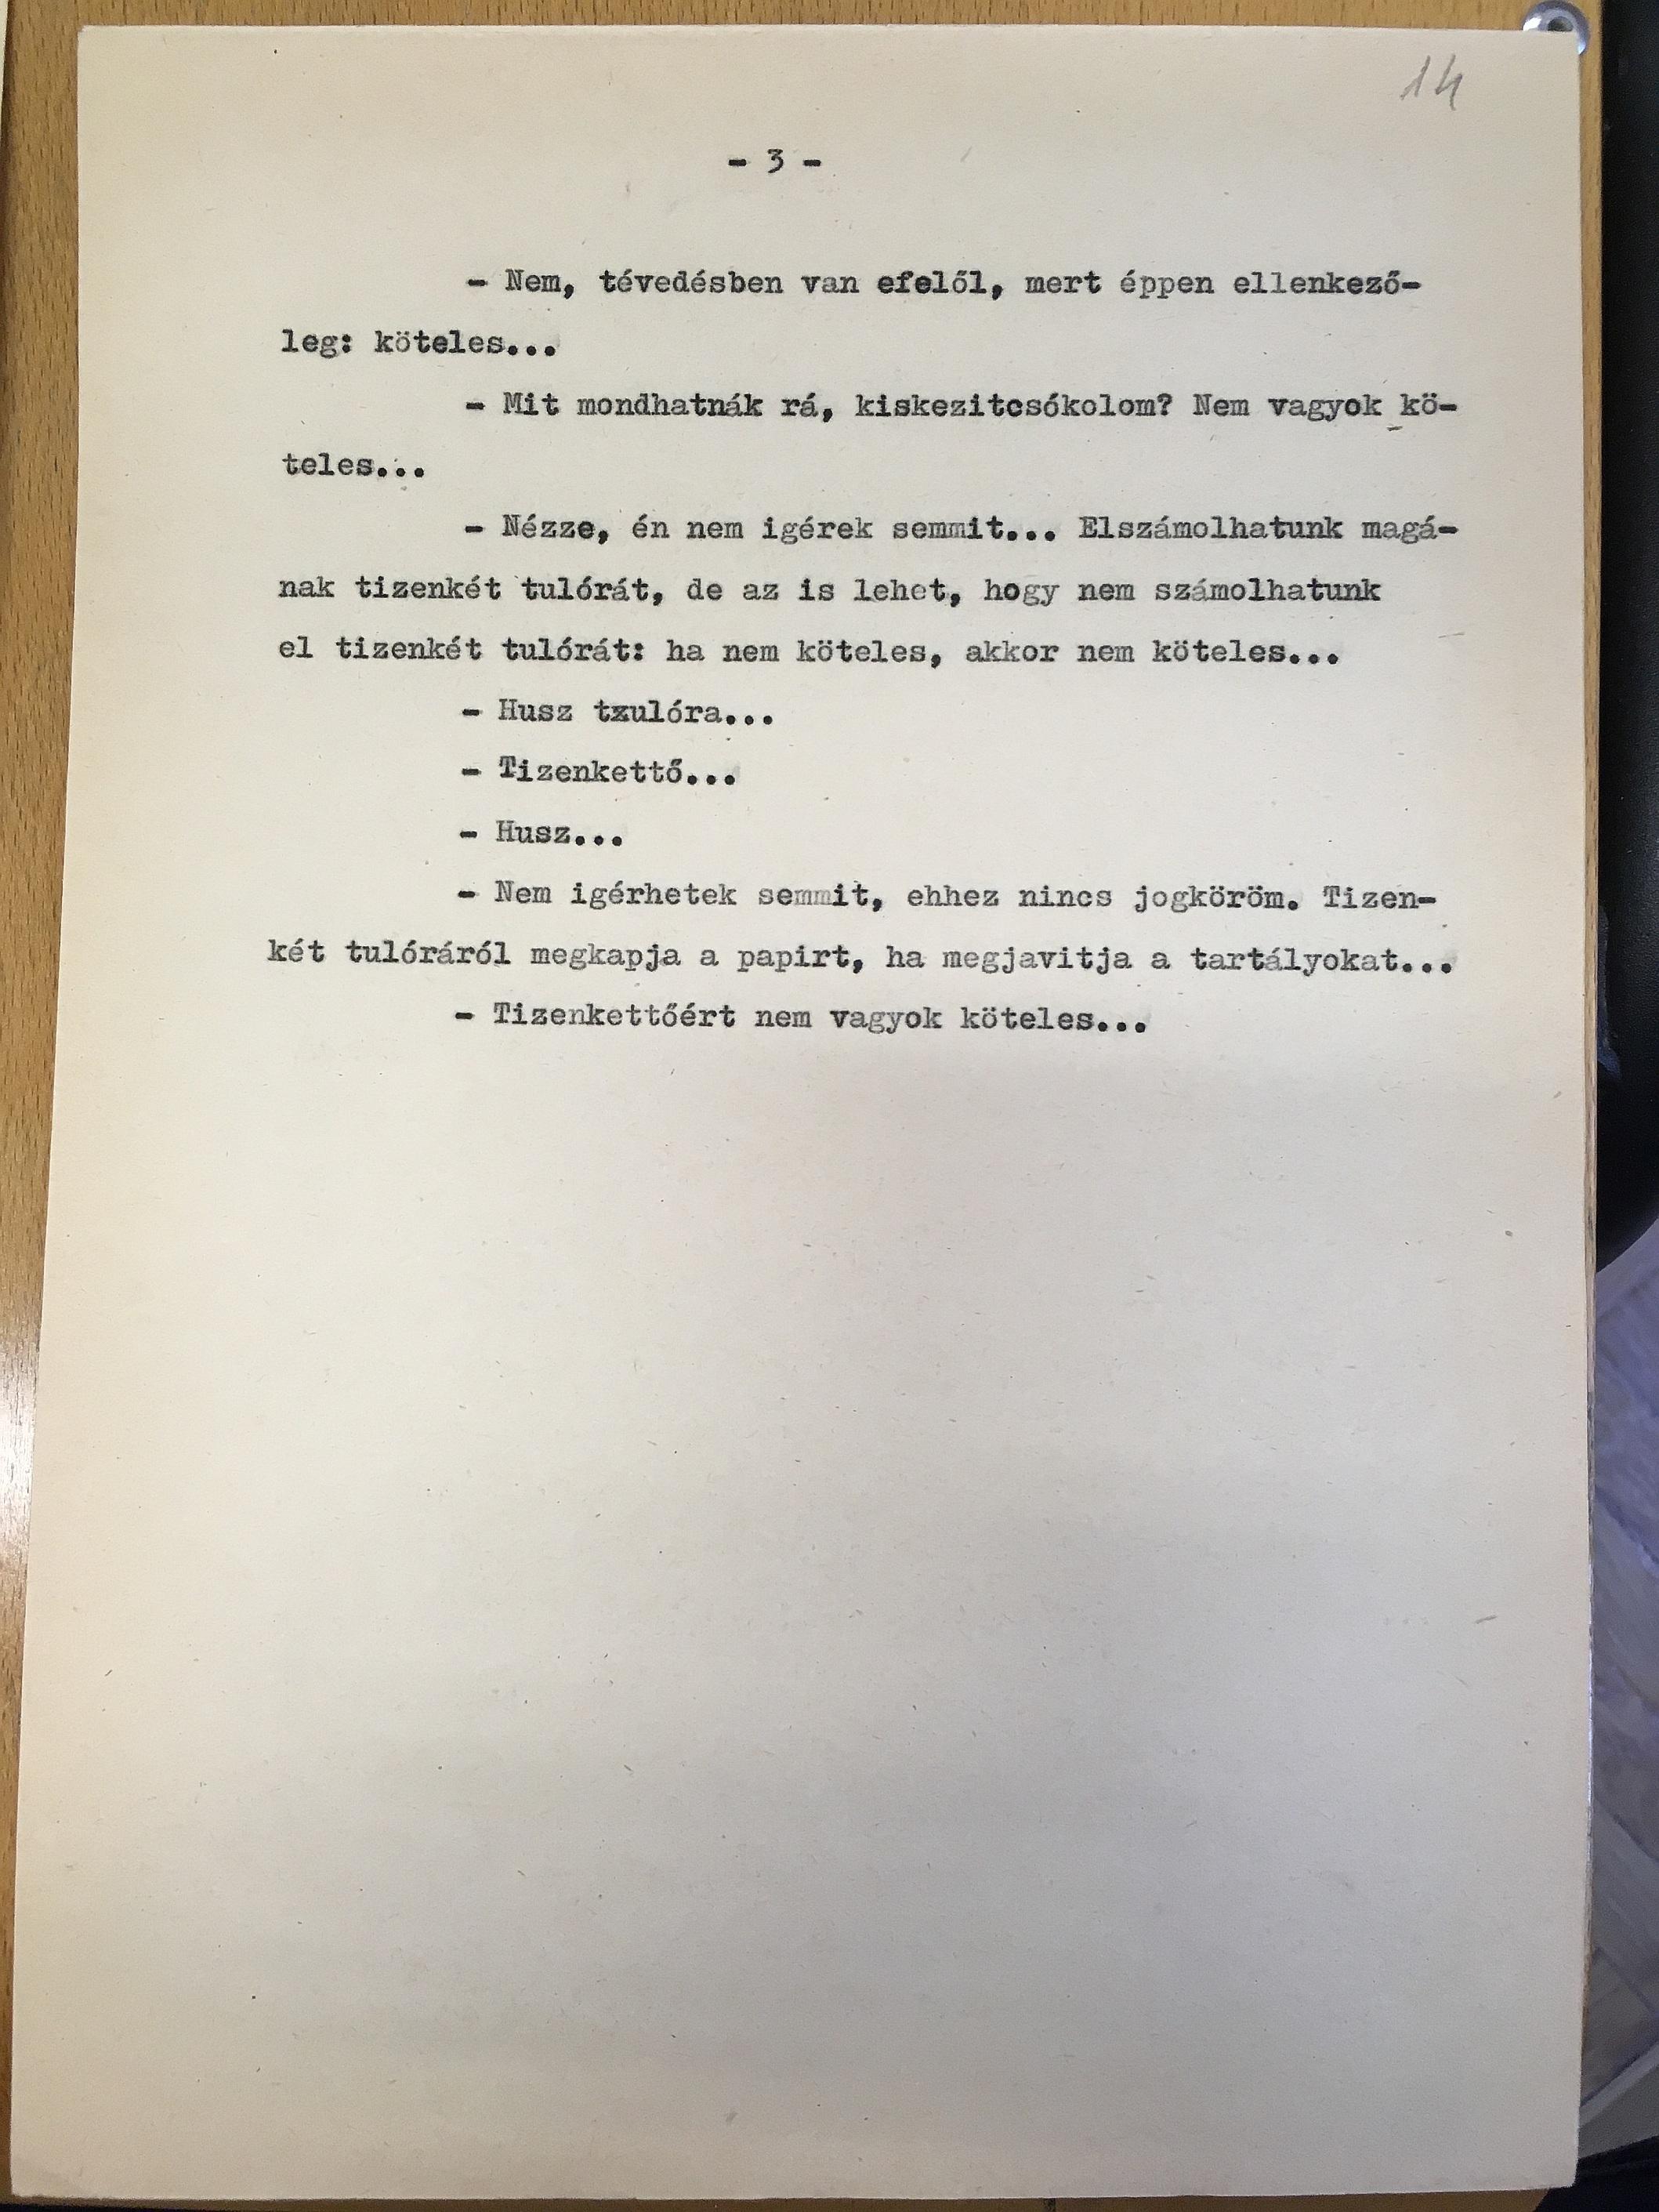 14
- 3 -
- Nem, tévedésben van efelől, mert éppen ellenkező-
leg: köteles...
- Mit mondhatnák rá, kiskezitcsókolom? Nem vagyok kö-
teles...
- Nézze, én nem igérek semmit... Elszámolhatunk magá-
nak tizenkét tulórát, de az is lehet, hogy nem számolhatunk
el tizenkét tulórát: ha nem köteles, akkor nem köteles...
- Husz txulóra...
- Tizenkettő...
- Husz...
- Nem igérhetek semmit, ehhez nincs jogköröm. Tizen-
két tulóráról megkapja a papirt, ha megjavitja a tartályokat...
- Tizenkettőért nem vagyok köteles...